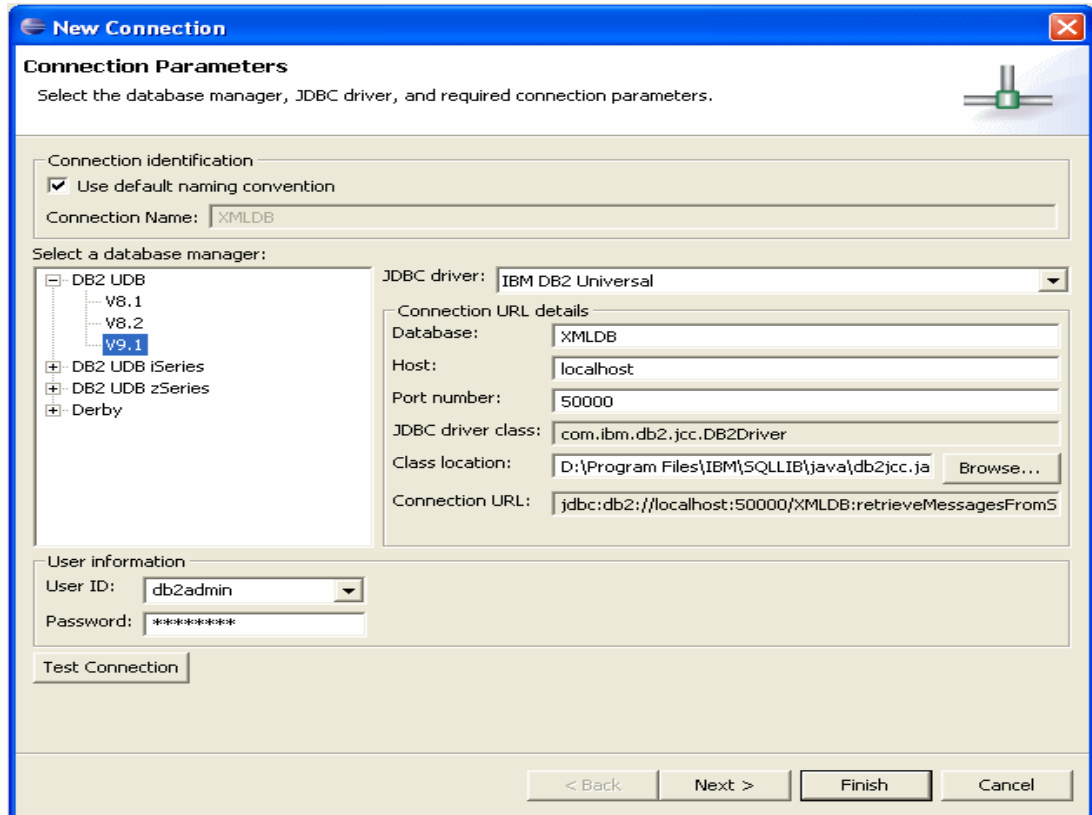 New Connection
Connection Parameters
Select the database manager, JDBC driver, and required connection parameters.
Connection identification
Use default naming convention
Connection Name: XMLDB
Select a database manager:
DB2 UDB
V8.1
V8.2
V9.1
DB2 UDB iSeries
DB2 UDB zSeries
Derby
JDBC driver: IBM DB2 Universal
Connection URL details
Database: XMLDB
Host: localhost
Port number: 50000
JDBC driver class: com.ibm.db2.jcc.DB2Driver
Class location: D:\Program Files\IBM\SQLLIB\java\db2jcc.ja Browse...
Connection URL: jdbc:db2://localhost:50000/XMLDB:retrieveMessagesFromS
User information
User ID: db2admin
Password: ********
Test Connection
< Back Next > Finish Cancel